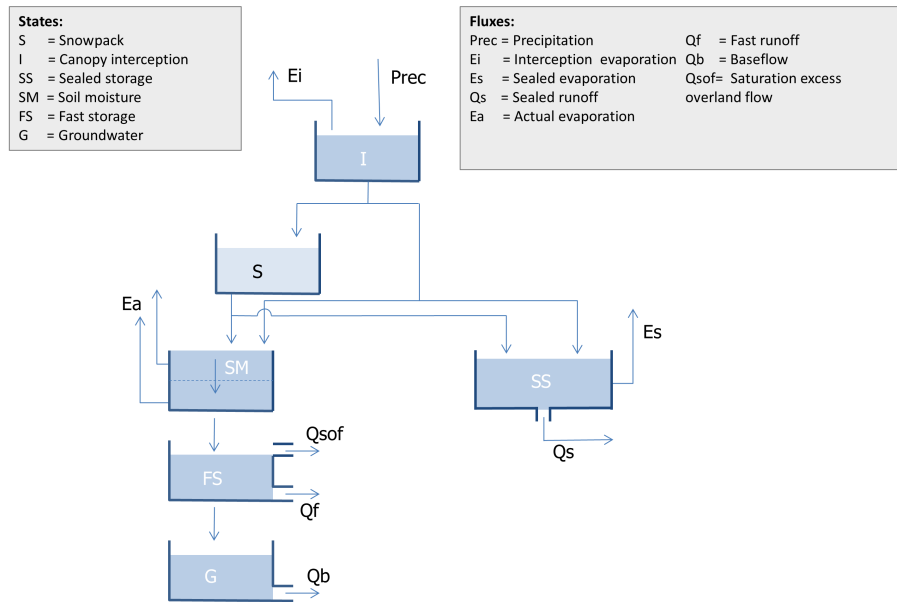 States:
S = Snowpack
I = Canopy interception
SS = Sealed storage
SM = Soil moisture
FS = Fast storage
G = Groundwater
Fluxes:
Prec = Precipitation
Ei = Interception evaporation
Es = Sealed evaporation
Qs = Sealed runoff
Ea = Actual evaporation
Qf = Fast runoff
Qb = Baseflow
Qsof= Saturation excess
overland flow
Ei
Prec
I
S
Ea
Es
SM
SS
Qsof
Qs
FS
Qf
G
Qb